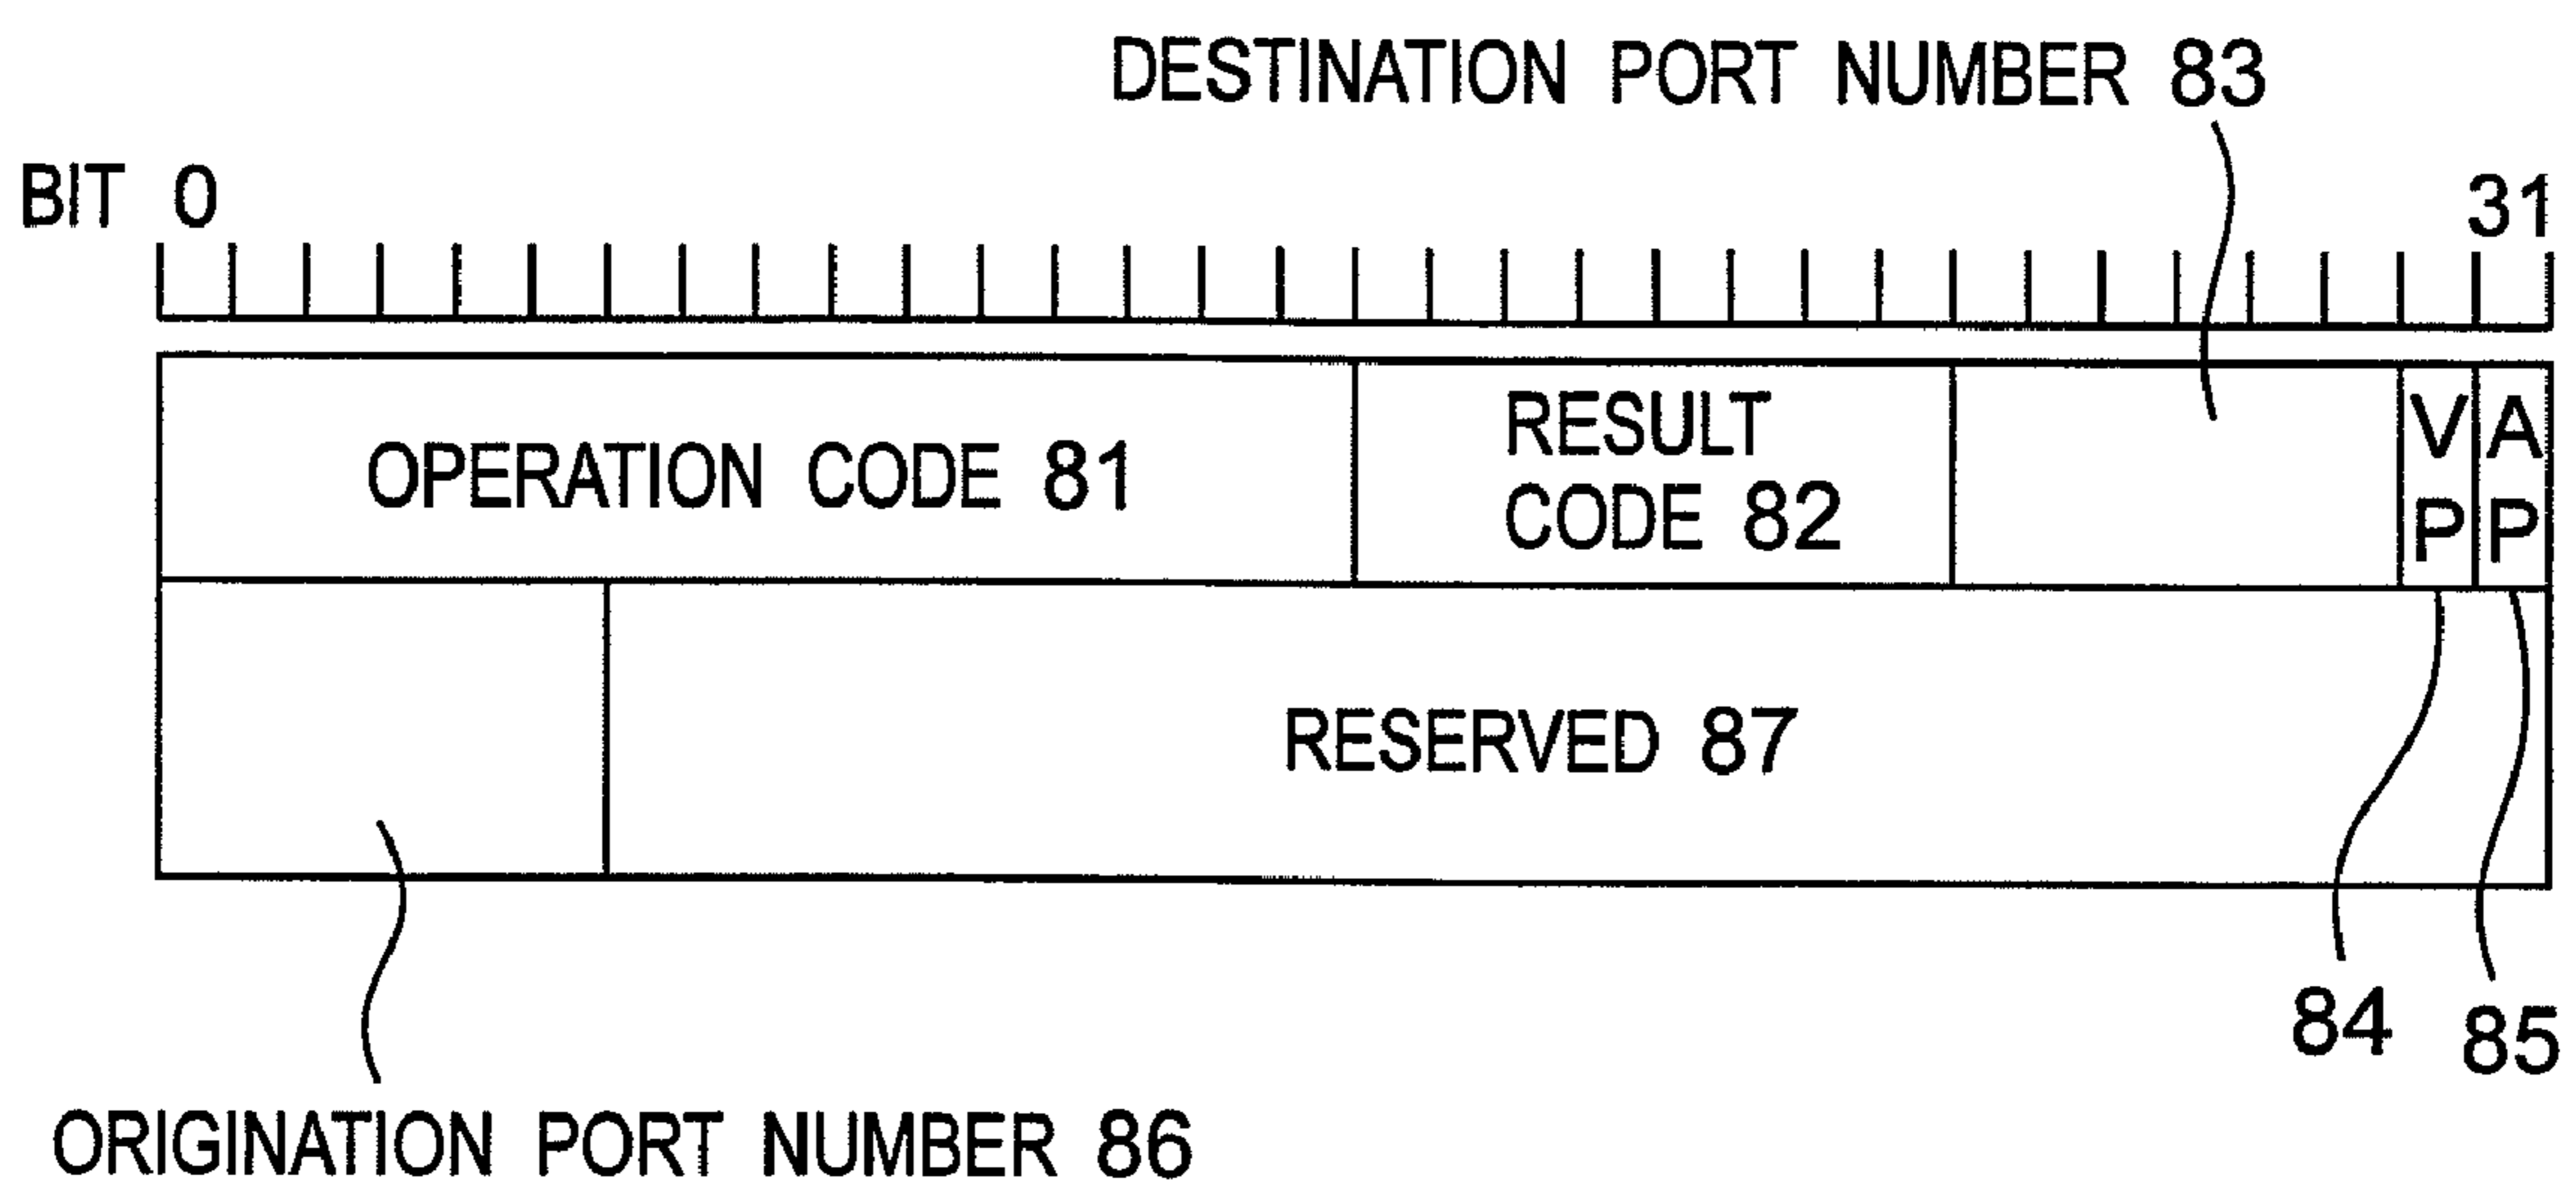 DESTINATION PORT NUMBER 83
BIT 0
31
OPERATION CODE 81
RESULT
CODE 82
V
P
A
P
RESERVED 87
84
85
ORIGINATION PORT NUMBER 86